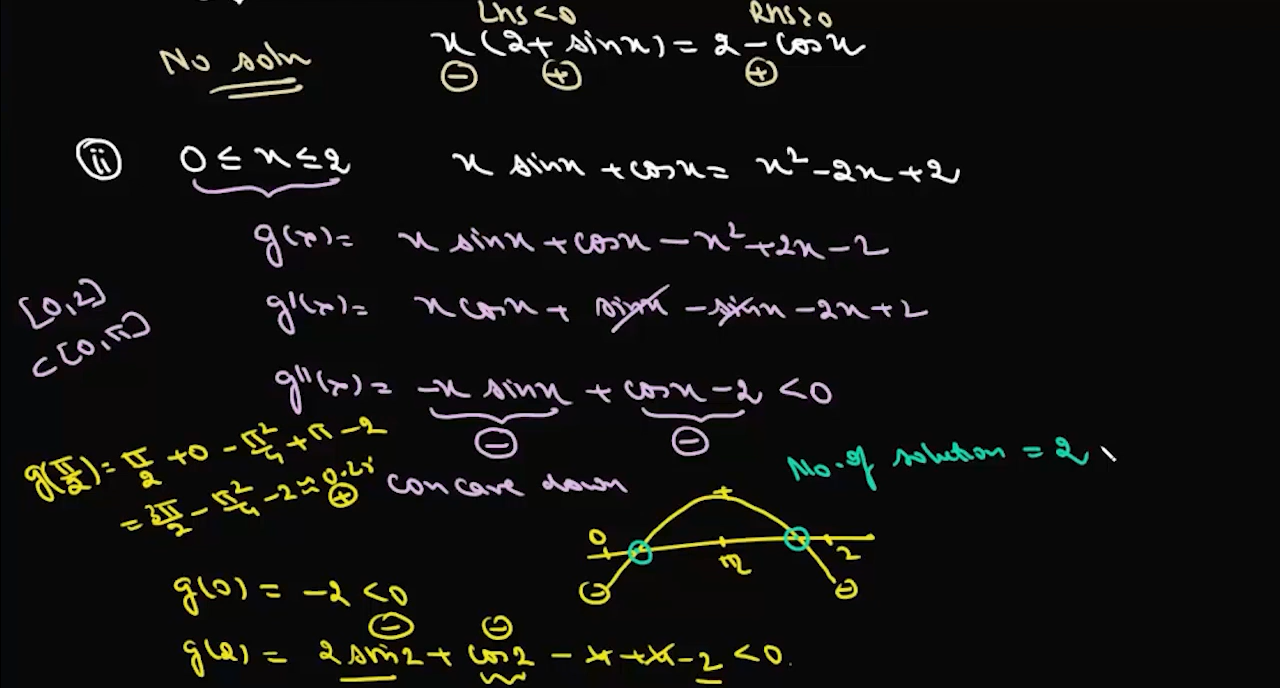 Lhs<0 Rhs>0
No soln x(2+ sinx) = 2 - cosx
⊖ ⊕ ⊕
ii 0 ≤ x ≤ 2 x sinx + cosx = x² - 2x + 2
g(x) = x sinx + cosx - x² + 2x - 2
[0,2]
⊂ [0,π]
g'(x) = x cosx + sinx - sinx - 2x + 2
g''(x) = -x sinx + cosx - 2 < 0
⊖ ⊖
g(π/2) = π/2 + 0 - π²/4 + π - 2
= 3π/2 - π²/4 - 2 ≈ 0.25
⊕
concave down
No. of solution = 2
+
0 π/2 2
⊖ ⊖
g(0) = -2 < 0
⊖ ⊖
g(2) = 2 sin2 + cos2 - 4 + 4 - 2 < 0.